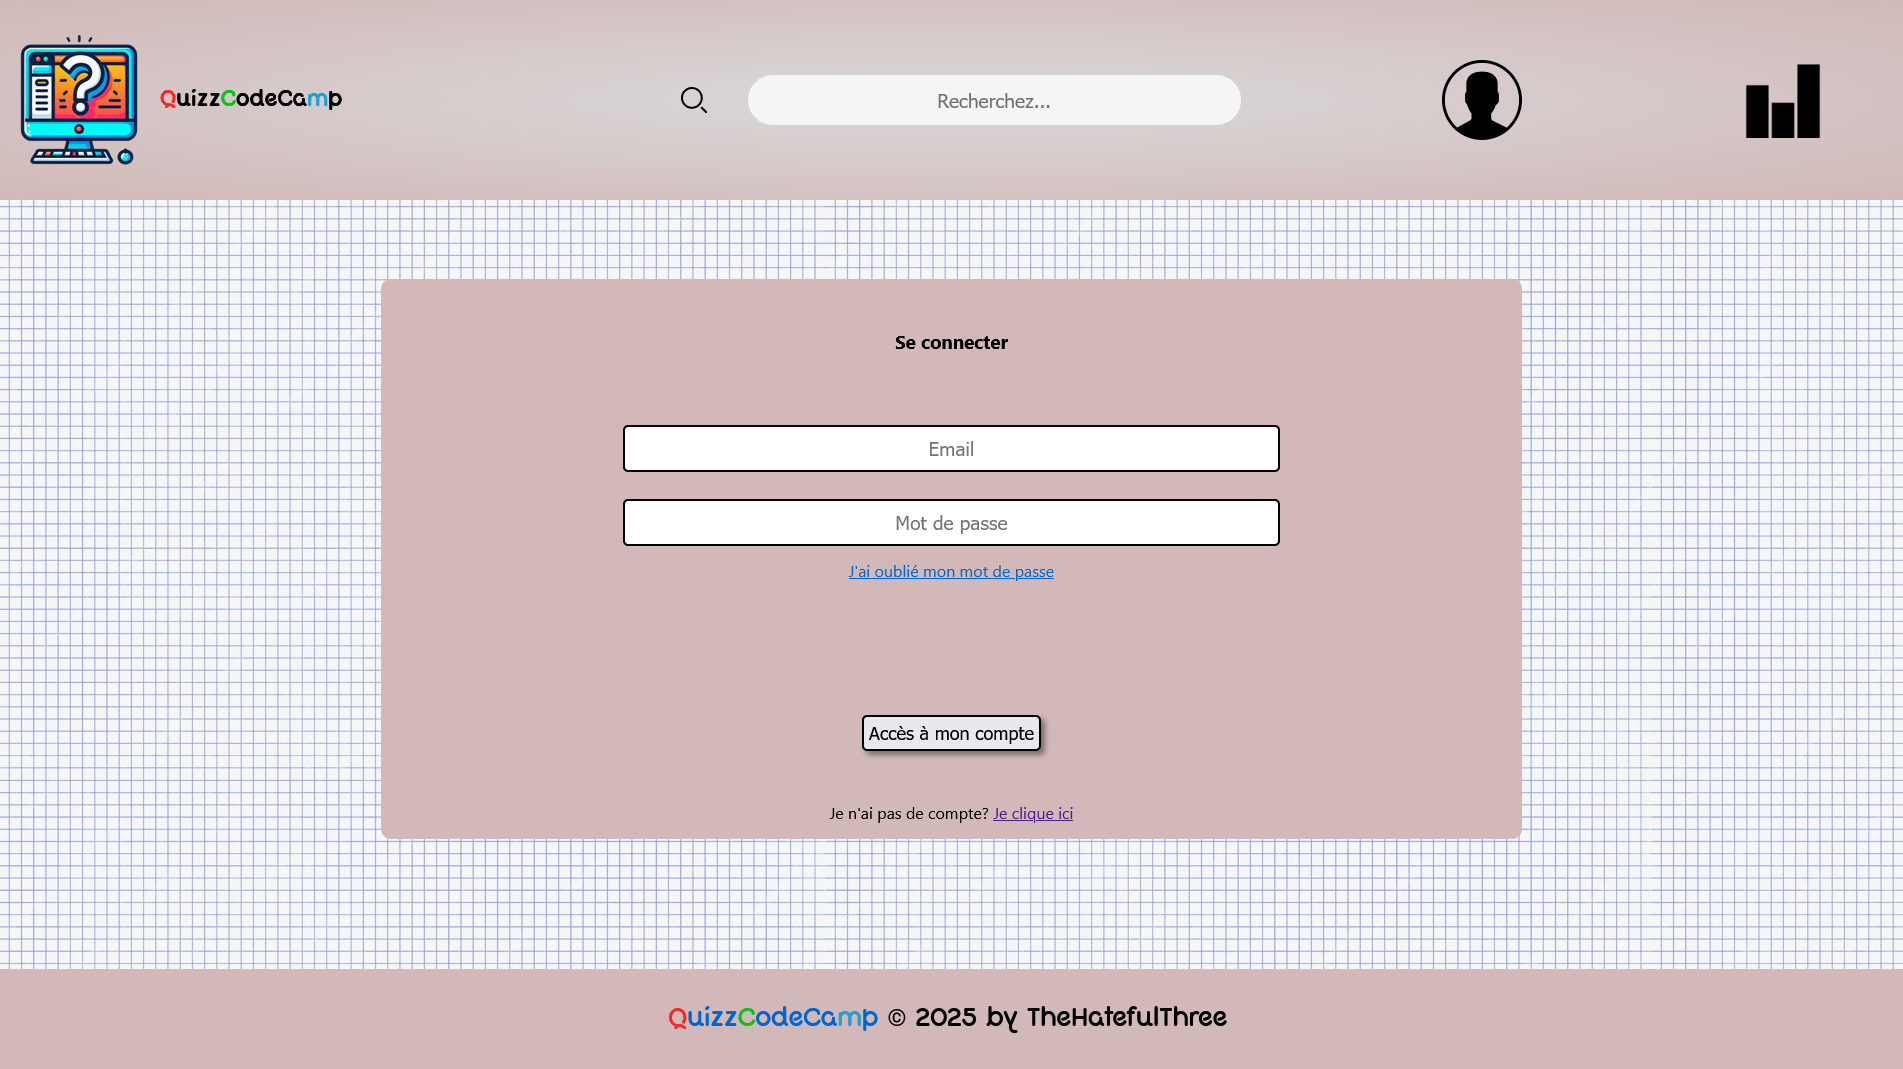 QuizzCodeCamp
Recherchez...
Se connecter
Email
Mot de passe
J'ai oublié mon mot de passe
Accès à mon compte
Je n'ai pas de compte? Je clique ici
QuizzCodeCamp © 2025 by TheHatefulThree